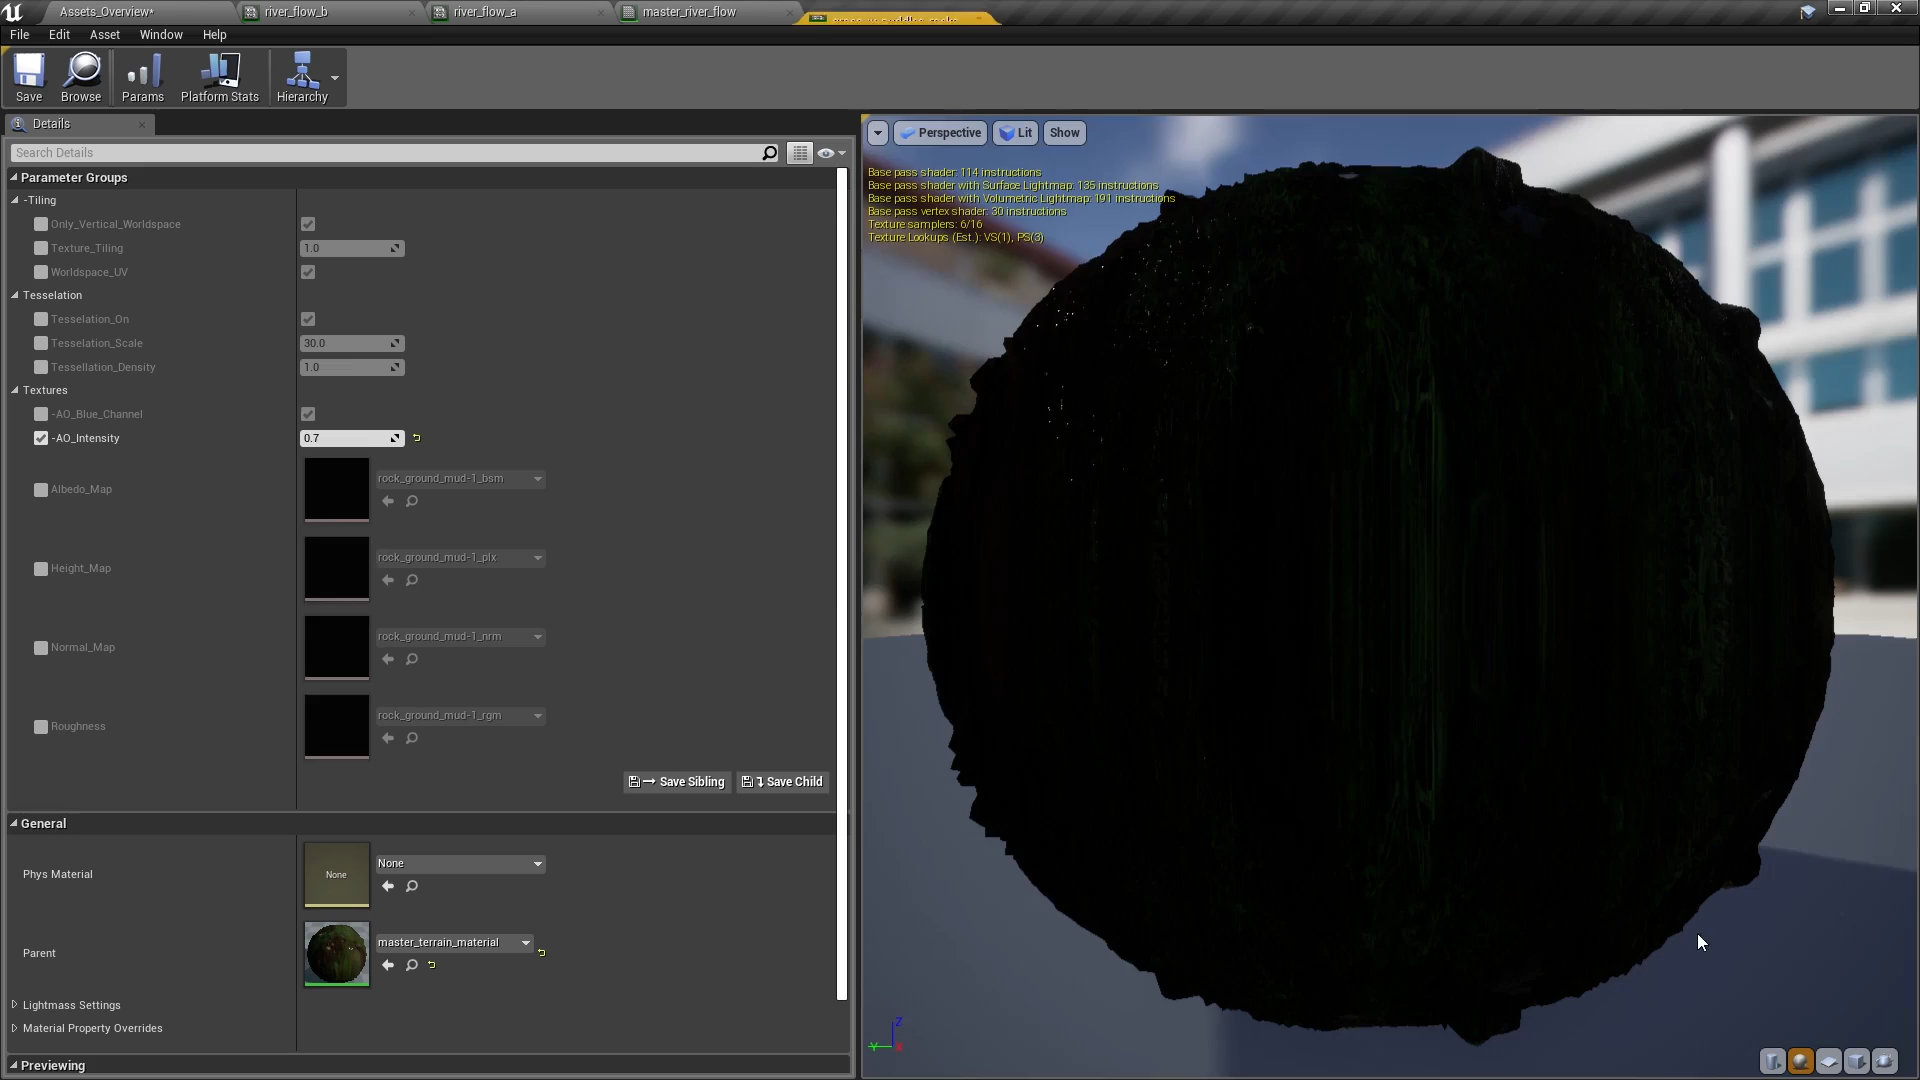 Assets_Overview*
river_flow_b
river_flow_a
master_river_flow
File Edit Asset Window Help
Save
Browse
Params
Platform Stats
Hierarchy
Details
Search Details
Parameter Groups
-Tiling
Only_Vertical_Worldspace
Texture_Tiling
1.0
Worldspace_UV
Tesselation
Tesselation_On
Tesselation_Scale
30.0
Tessellation_Density
1.0
Textures
-AO_Blue_Channel
-AO_Intensity
0.7
Albedo_Map
rock_ground_mud-1_bsm
Height_Map
rock_ground_mud-1_plx
Normal_Map
rock_ground_mud-1_nrm
Roughness
rock_ground_mud-1_rgm
Save Sibling
Save Child
General
Phys Material
None
None
Parent
master_terrain_material
Lightmass Settings
Material Property Overrides
Previewing
Perspective
Lit
Show
Base pass shader: 114 instructions
Base pass shader with Surface Lightmap: 135 instructions
Base pass shader with Volumetric Lightmap: 191 instructions
Base pass vertex shader: 30 instructions
Texture samplers: 6/16
Texture Lookups (Est.): VS(1), PS(3)
Z
Y
X